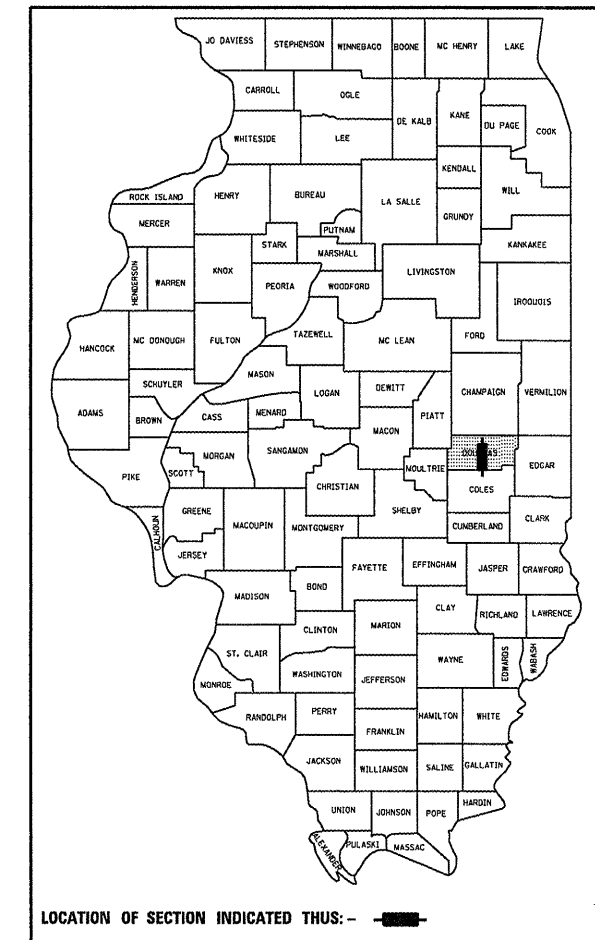 JO DAVIESS STEPHENSON WINNEBAGO BOONE MC HENRY LAKE
CARROLL OGLE DE KALB KANE DU PAGE COOK
WHITESIDE LEE
KENDALL WILL
ROCK ISLAND HENRY BUREAU LA SALLE GRUNDY
MERCER PUTNAM
STARK MARSHALL KANKAKEE
HENDERSON WARREN KNOX PEORIA WOODFORD LIVINGSTON IROQUOIS
HANCOCK MC DONOUGH FULTON TAZEWELL MC LEAN FORD
SCHUYLER MASON
ADAMS BROWN CASS MENARD LOGAN DEWITT PIATT CHAMPAIGN VERMILION
MACON
MORGAN SANGAMON DOUGLAS
PIKE SCOTT CHRISTIAN MOULTRIE EDGAR
COLES
GREENE SHELBY
CALHOUN MACOUPIN MONTGOMERY CUMBERLAND CLARK
JERSEY
FAYETTE EFFINGHAM JASPER CRAWFORD
MADISON BOND
CLAY RICHLAND LAWRENCE
CLINTON MARION
ST. CLAIR WAYNE EDWARDS WABASH
WASHINGTON JEFFERSON
MONROE
RANDOLPH PERRY HAMILTON WHITE
FRANKLIN
JACKSON WILLIAMSON SALINE GALLATIN
UNION JOHNSON POPE HARDIN
ALEXANDER PULASKI MASSAC
LOCATION OF SECTION INDICATED THUS: -